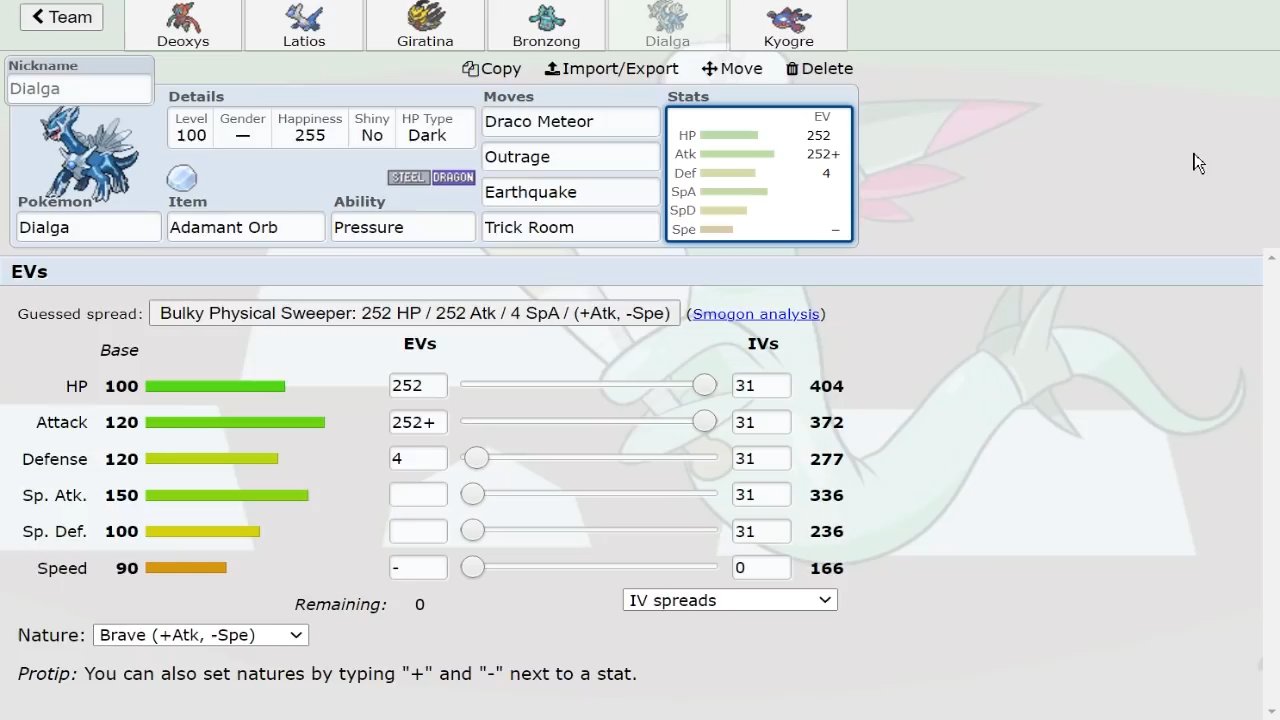 Team
Deoxys
Latios
Giratina
Bronzong
Dialga
Kyogre
Copy
Import/Export
Move
Delete
Nickname
Dialga
Details
Level
100
Gender
—
Happiness
255
Shiny
No
HP Type
Dark
STEEL
DRAGON
Pokémon
Dialga
Item
Adamant Orb
Ability
Pressure
Moves
Draco Meteor
Outrage
Earthquake
Trick Room
Stats
EV
HP 252
Atk 252+
Def 4
SpA
SpD
Spe –
EVs
Guessed spread: Bulky Physical Sweeper: 252 HP / 252 Atk / 4 SpA / (+Atk, -Spe) (Smogon analysis)
Base EVs IVs
HP 100 252 31 404
Attack 120 252+ 31 372
Defense 120 4 31 277
Sp. Atk. 150 31 336
Sp. Def. 100 31 236
Speed 90 - 0 166
Remaining: 0
IV spreads
Nature: Brave (+Atk, -Spe)
Protip: You can also set natures by typing "+" and "-" next to a stat.